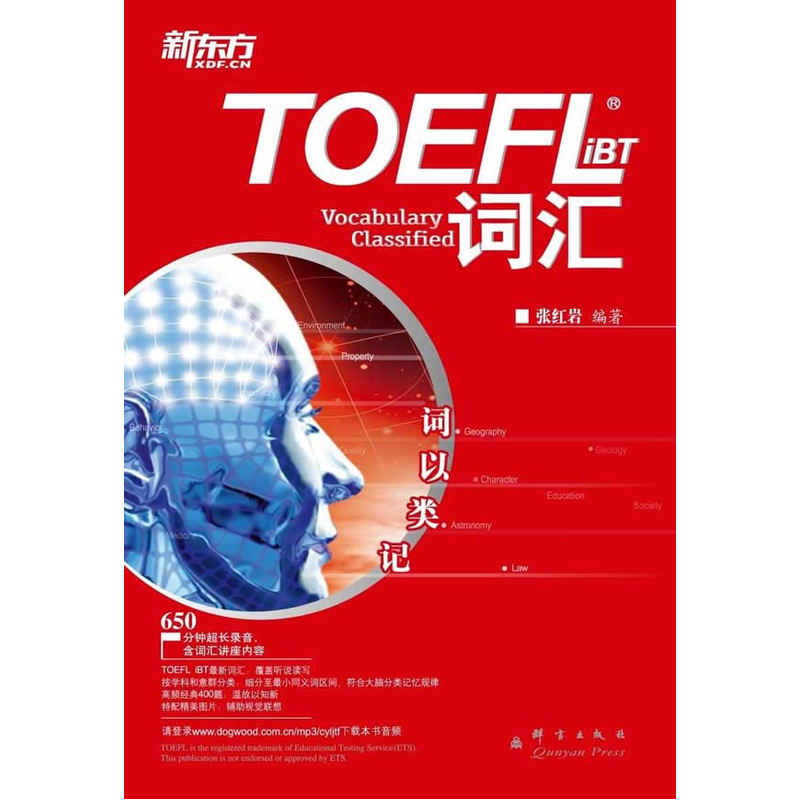 新东方
XDF.CN
TOEFL®
iBT
Vocabulary
Classified
词汇
张红岩 编著
Environment
Property
Chemistry
Behavior
Quality
Medicine
词以类记
Geography
Geology
Character
Education
Society
Astronomy
Law
650
分钟超长录音,
含词汇讲座内容
TOEFL iBT最新词汇:覆盖听说读写
按学科和意群分类:细分至最小同义词区间,符合大脑分类记忆规律
高频经典400题:温故以知新
特配精美图片:辅助视觉联想
请登录www.dogwood.com.cn/mp3/cyljtf下载本书音频
TOEFL is the registered trademark of Educational Testing Service(ETS).
This publication is not endorsed or approved by ETS.
群言出版社
Qunyan Press